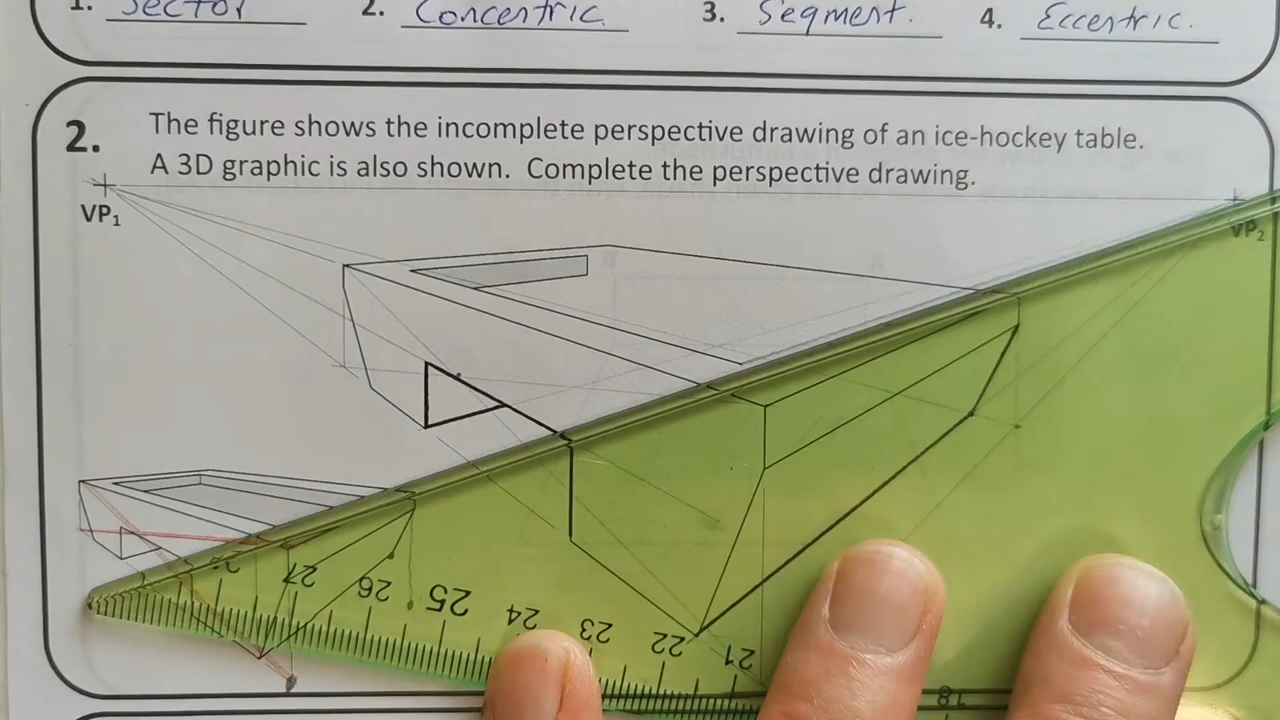 1. Sector 2. Concentric. 3. Segment. 4. Eccentric.
2. The figure shows the incomplete perspective drawing of an ice-hockey table.
A 3D graphic is also shown. Complete the perspective drawing.
VP₁
VP₂
27 26 25 24 23 22 21
18